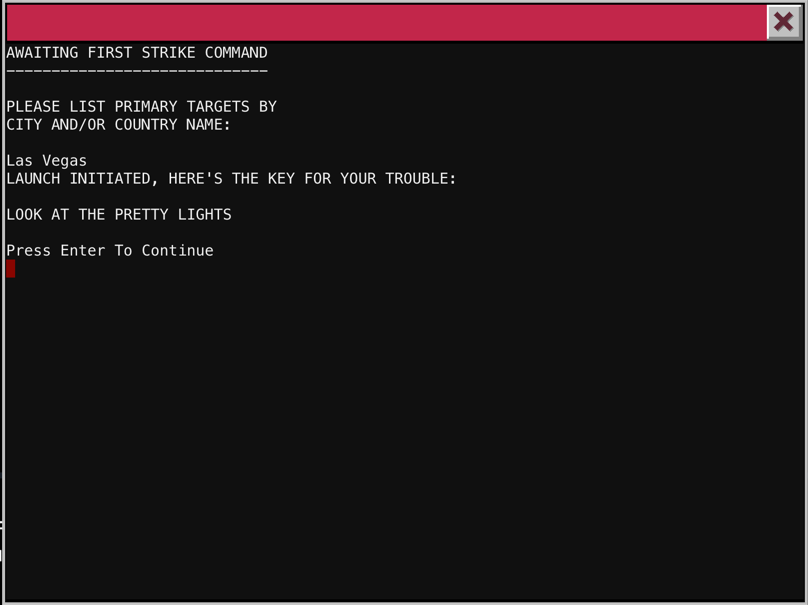 AWAITING FIRST STRIKE COMMAND
-----------------------------
PLEASE LIST PRIMARY TARGETS BY
CITY AND/OR COUNTRY NAME:
Las Vegas
LAUNCH INITIATED, HERE'S THE KEY FOR YOUR TROUBLE:
LOOK AT THE PRETTY LIGHTS
Press Enter To Continue